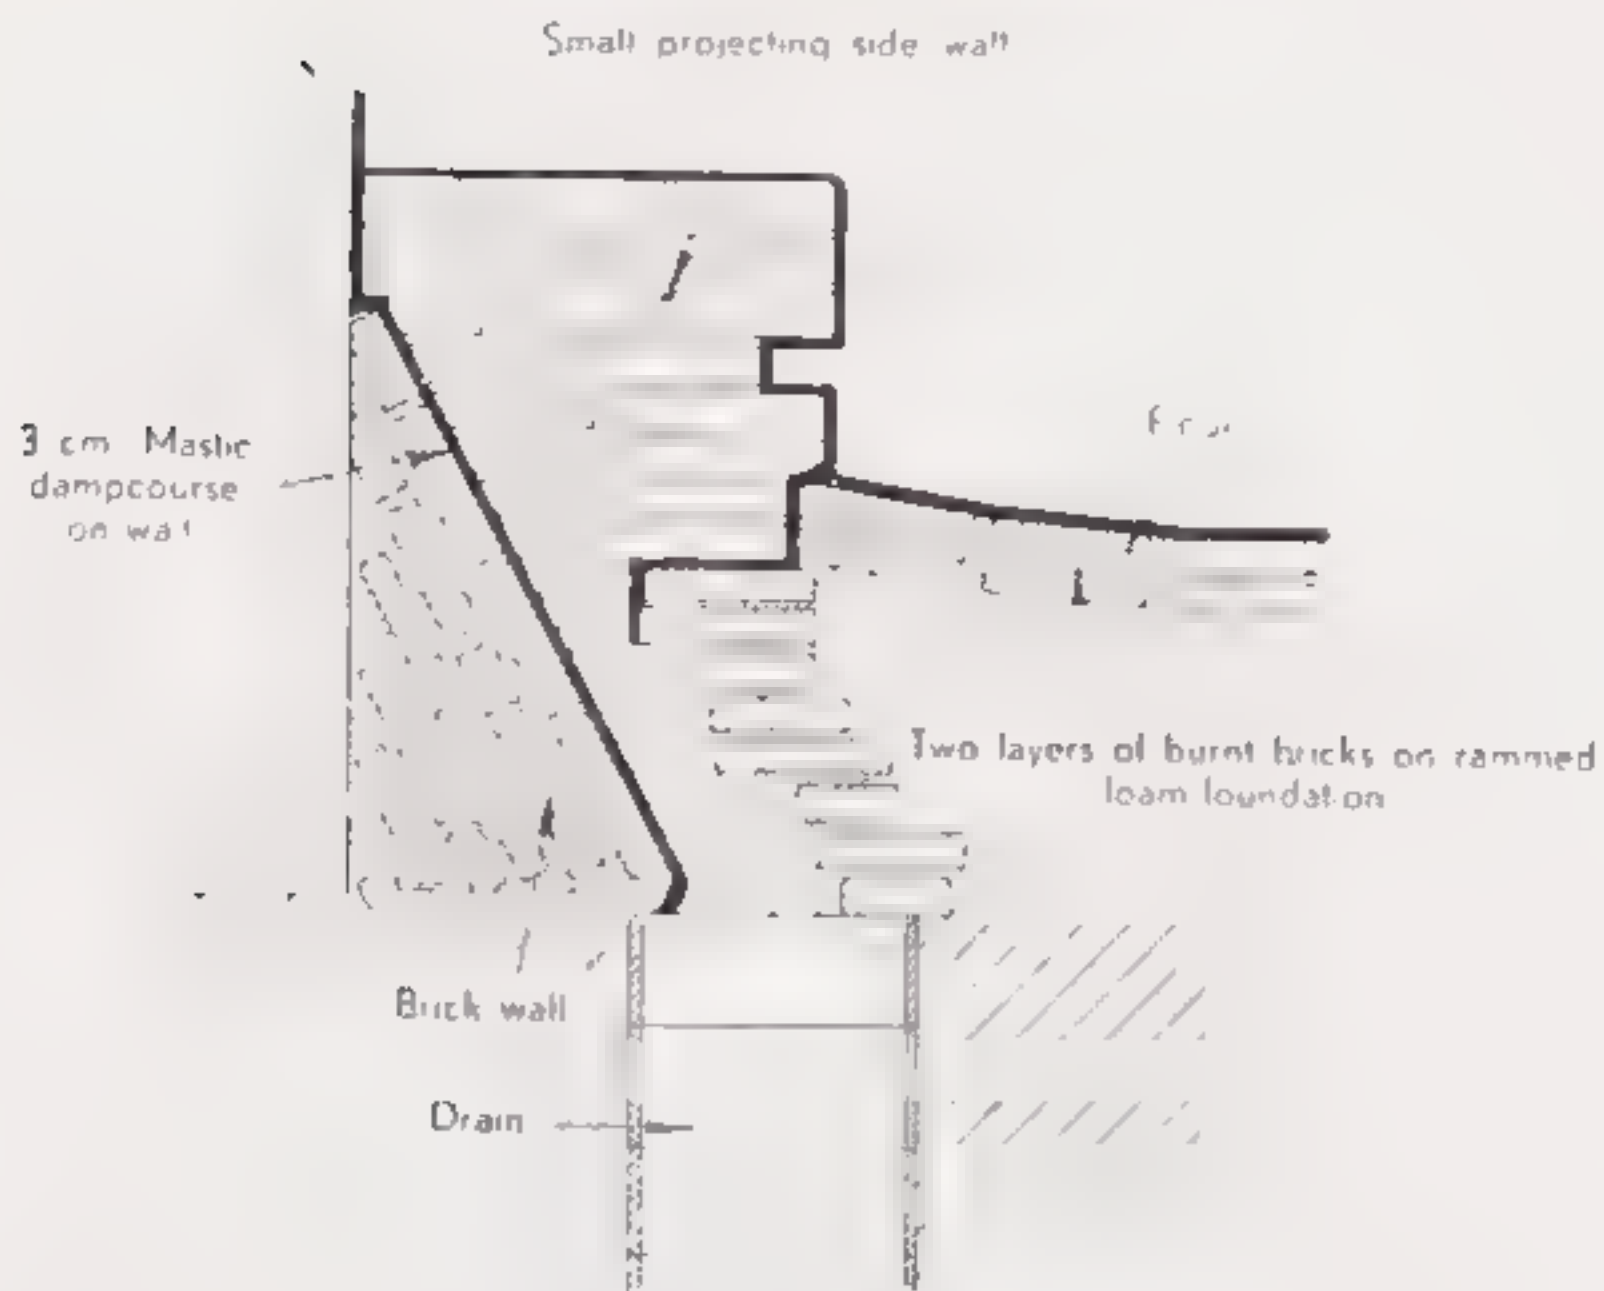 Small projecting side wall
3 cm Mastic
dampcourse
on wall
Two layers of burnt bricks on rammed
loam foundation
Brick wall
Drain